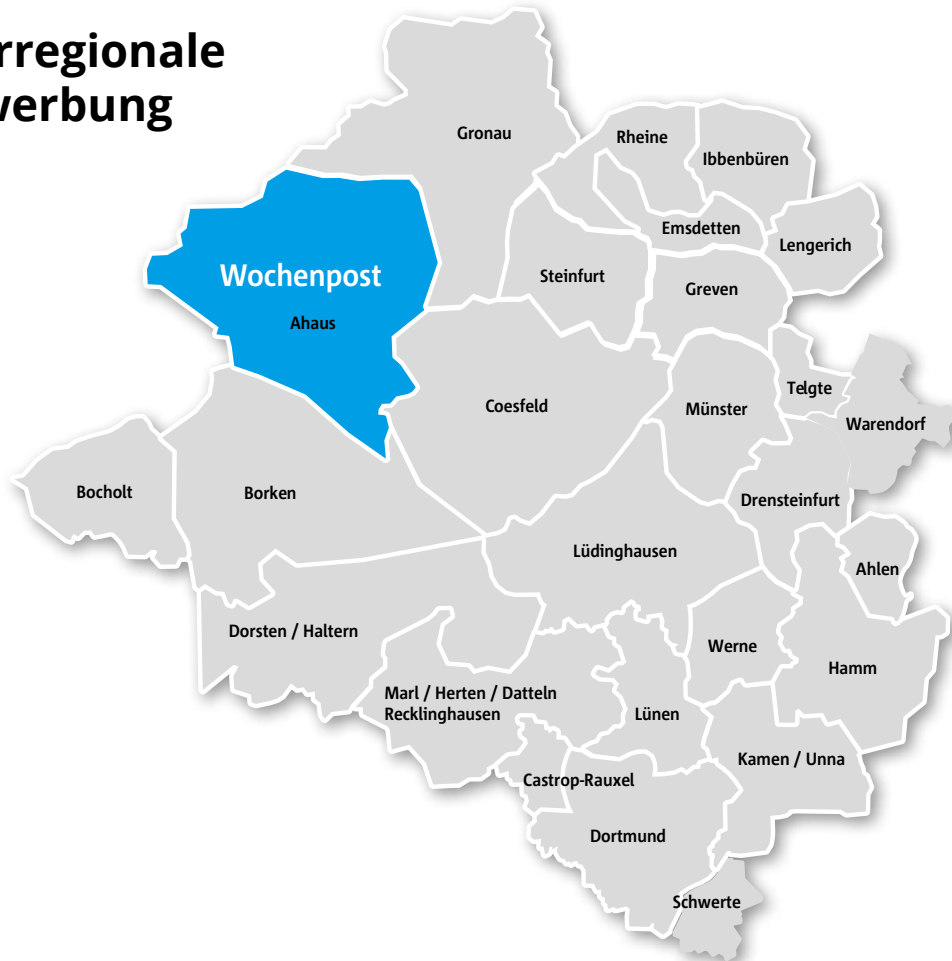 rregionale
werbung
Gronau
Rheine
Ibbenbüren
Emsdetten
Lengerich
Wochenpost
Steinfurt
Greven
Ahaus
Telgte
Coesfeld
Münster
Warendorf
Bocholt
Borken
Drensteinfurt
Lüdinghausen
Ahlen
Dorsten / Haltern
Werne
Hamm
Marl / Herten / Datteln
Recklinghausen
Lünen
Kamen / Unna
Castrop-Rauxel
Dortmund
Schwerte